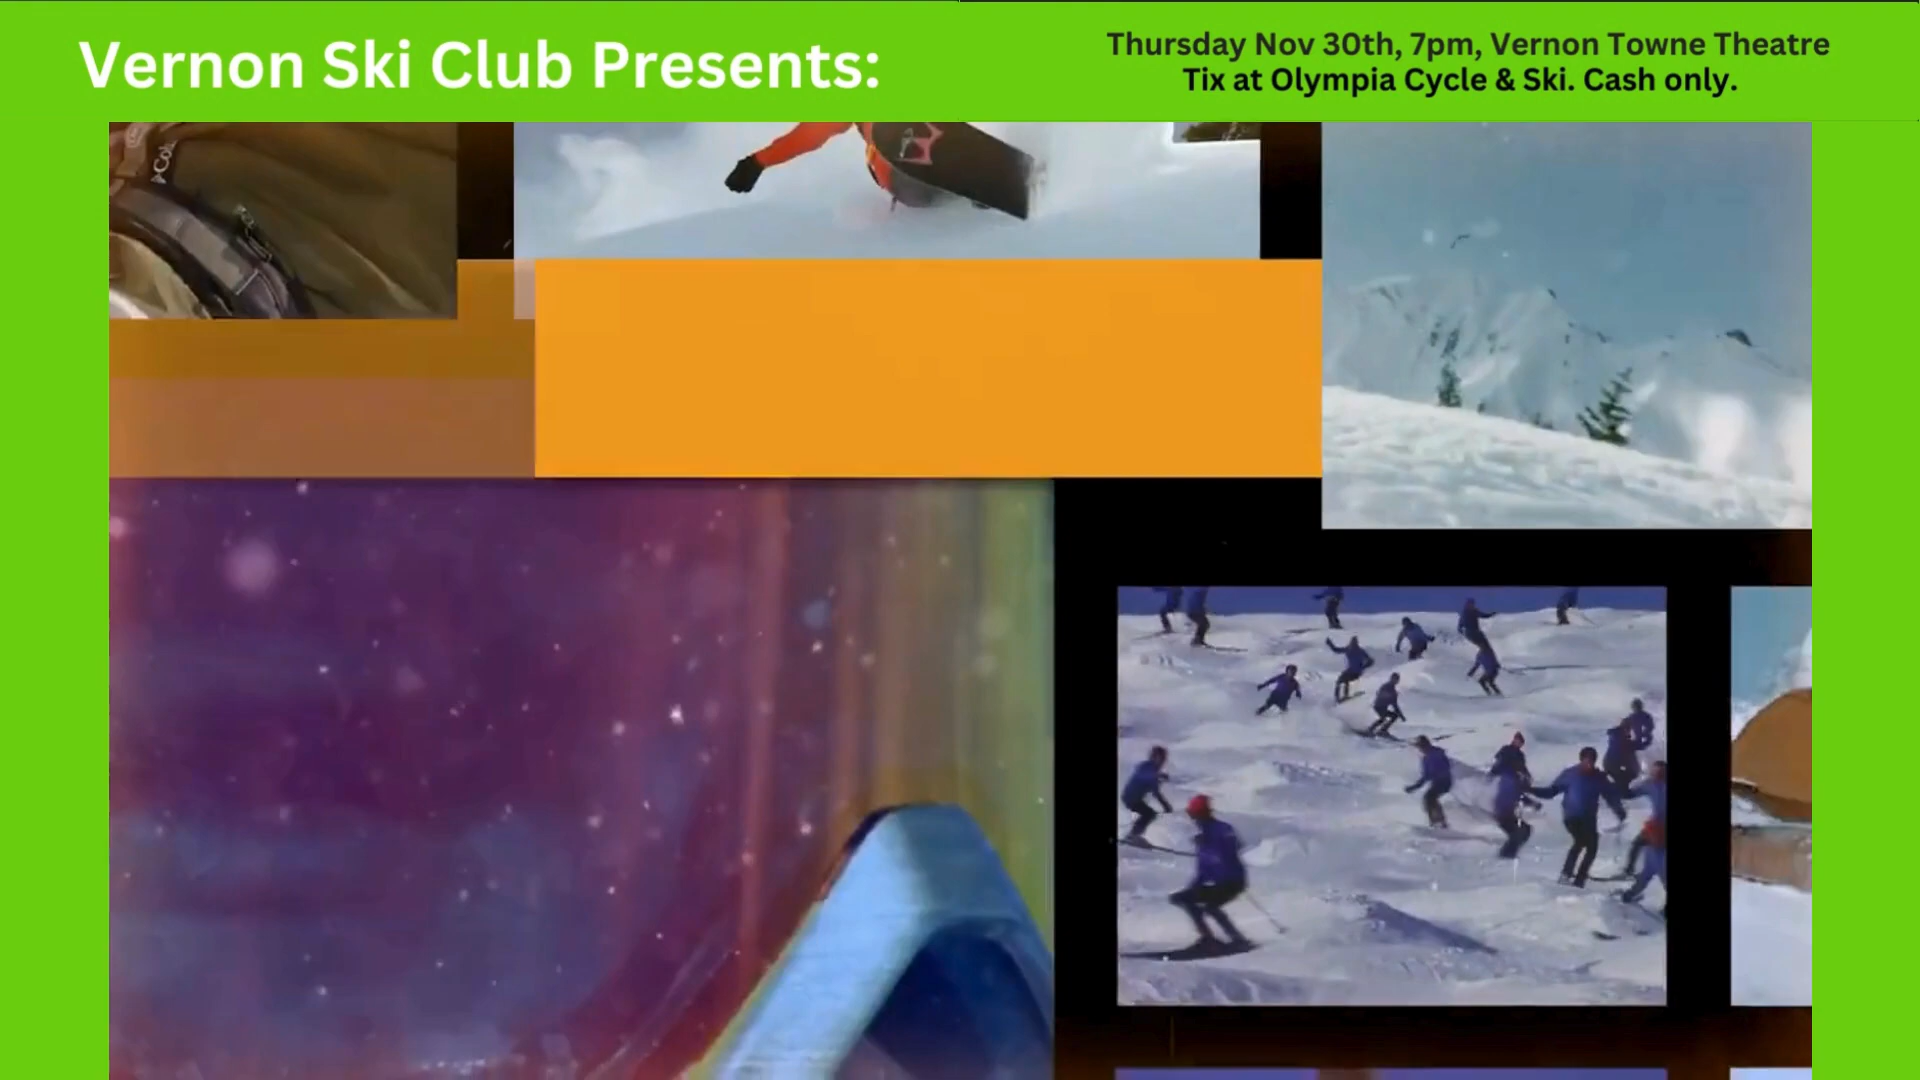 Vernon Ski Club Presents:
Thursday Nov 30th, 7pm, Vernon Towne Theatre
Tix at Olympia Cycle & Ski. Cash only.